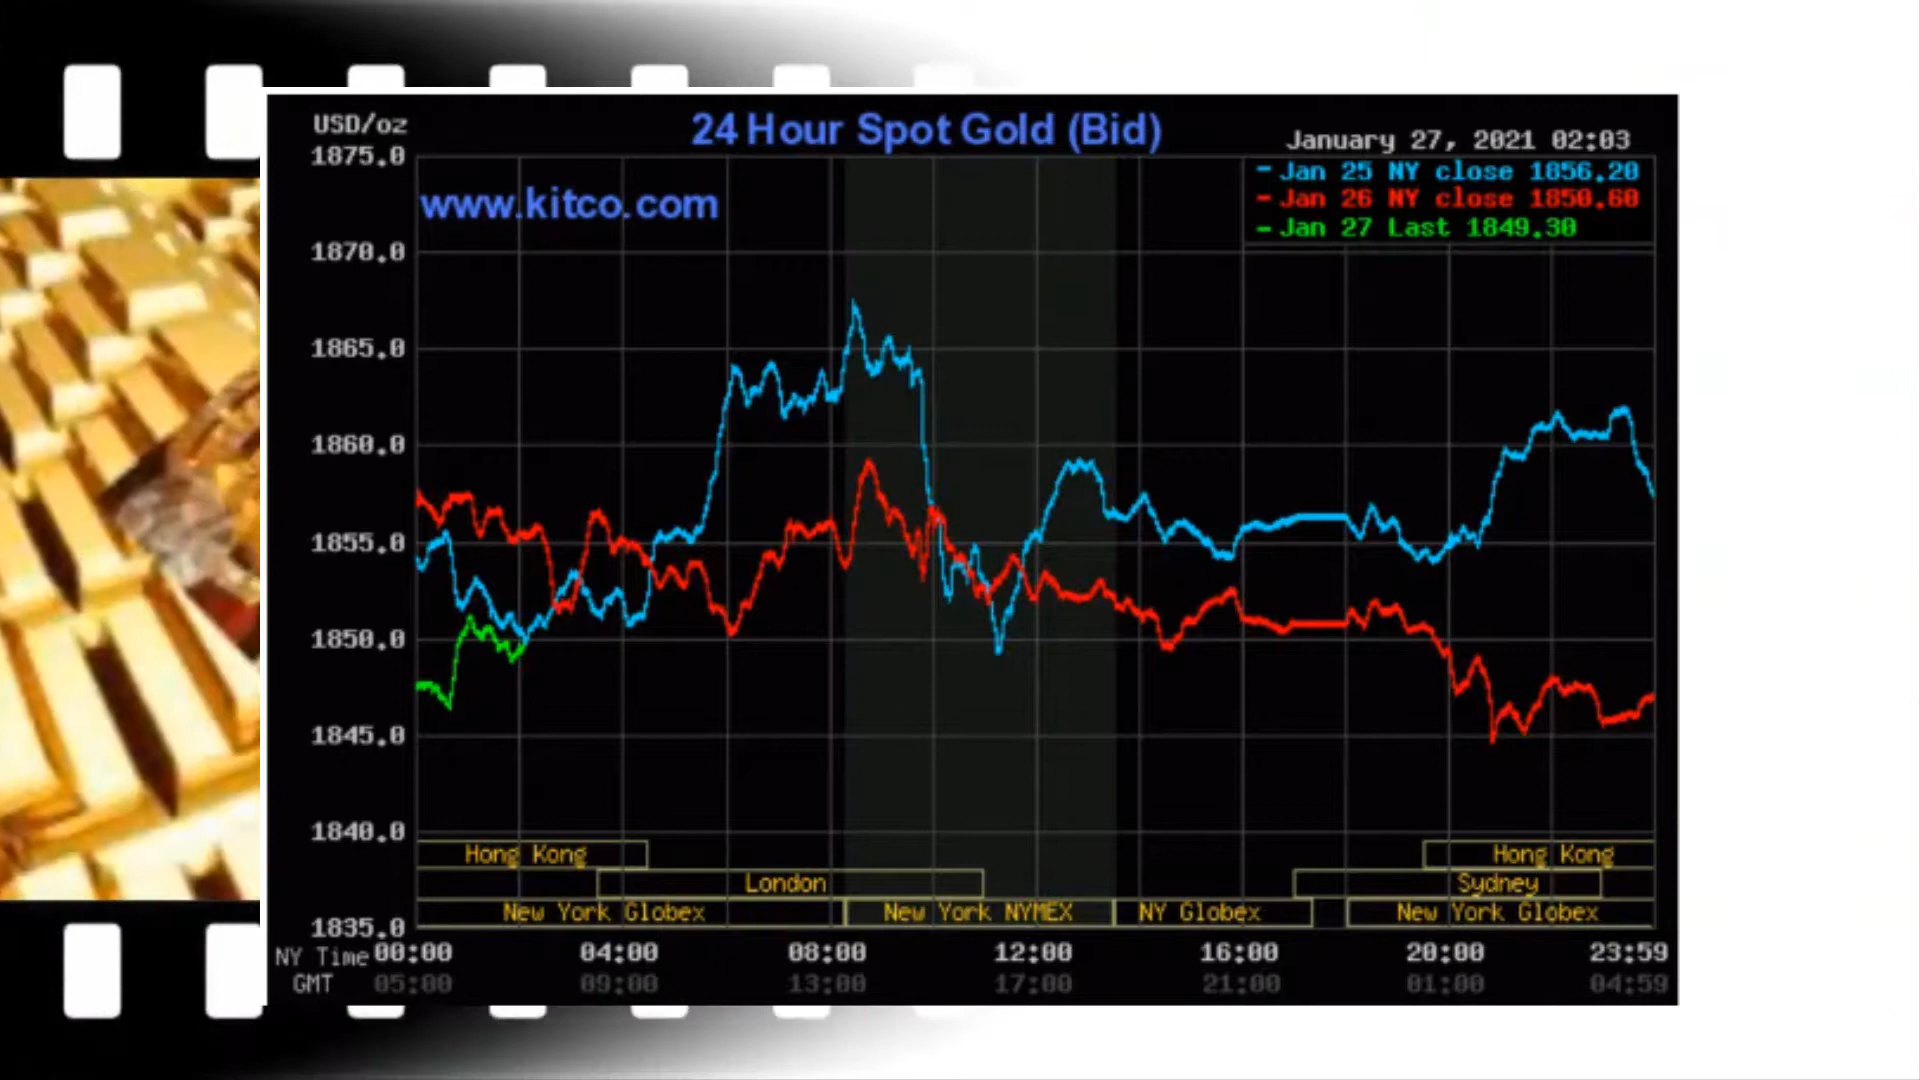 USD/oz
24 Hour Spot Gold (Bid)
January 27, 2021 02:03
www.kitco.com
Jan 25 NY close 1856.20
Jan 26 NY close 1850.60
Jan 27 Last 1849.30
1875.0
1870.0
1865.0
1860.0
1855.0
1850.0
1845.0
1840.0
1835.0
Hong Kong
Hong Kong
London
Sydney
New York Globex
New York NYMEX
NY Globex
New York Globex
NY Time 00:00 04:00 08:00 12:00 16:00 20:00 23:59
GMT 05:00 09:00 13:00 17:00 21:00 01:00 04:59